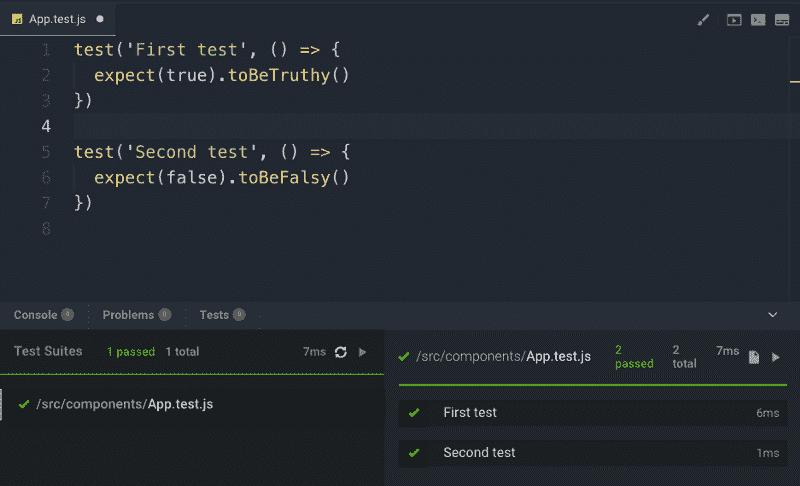 App.test.js
1 test('First test', () => {
2 expect(true).toBeTruthy()
3 })
4
5 test('Second test', () => {
6 expect(false).toBeFalsy()
7 })
8
Console 0 Problems 0 Tests 0
Test Suites 1 passed 1 total 7ms
/src/components/App.test.js
/src/components/App.test.js 2 passed 2 total 7ms
First test 6ms
Second test 1ms